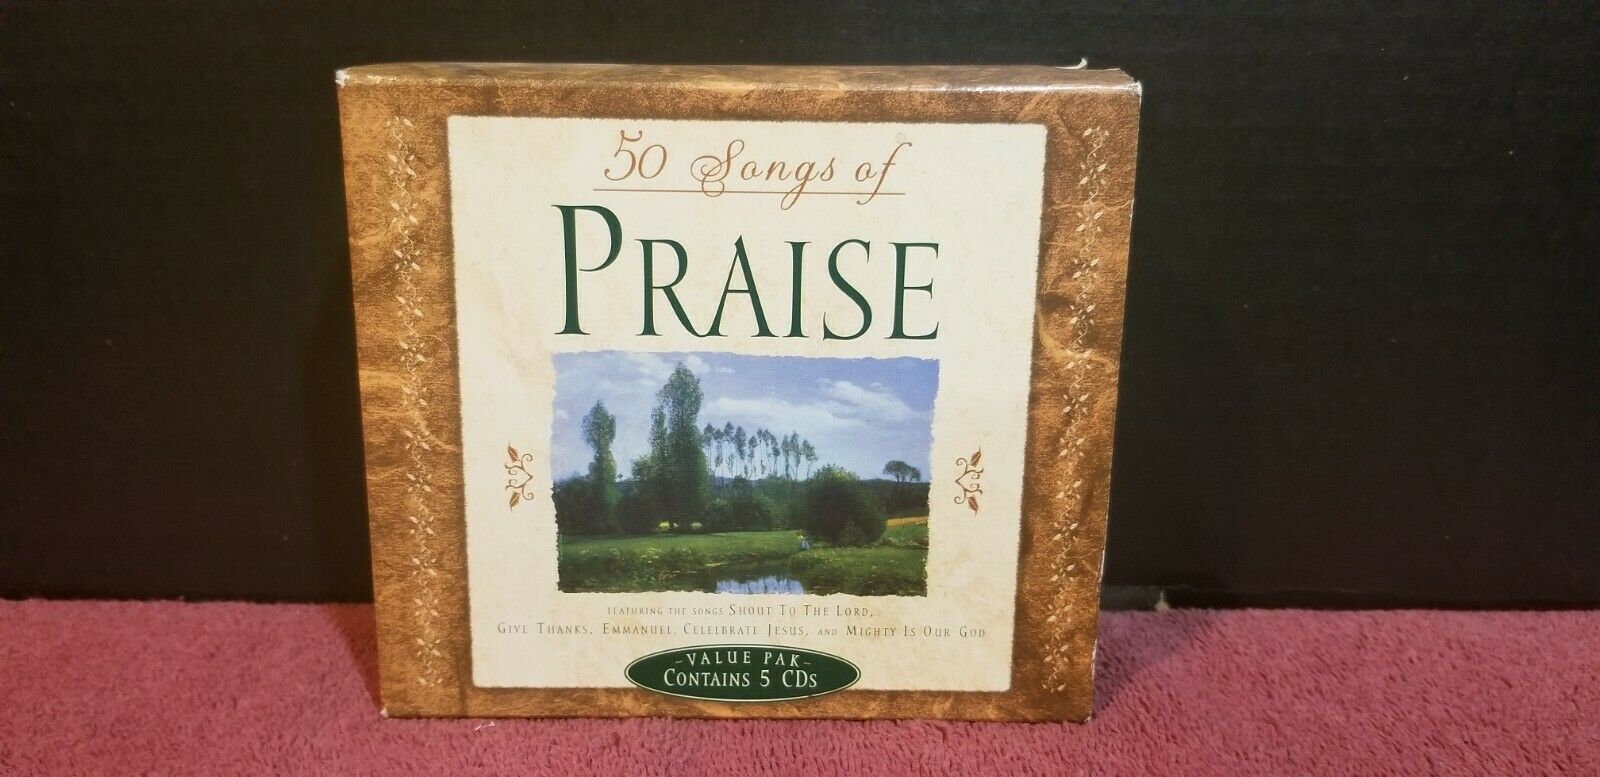 50 Songs of
PRAISE
FEATURING THE SONGS SHOUT TO THE LORD,
GIVE THANKS, EMMANUEL, CELELBRATE JESUS, AND MIGHTY IS OUR GOD
-VALUE PAK-
CONTAINS 5 CDS